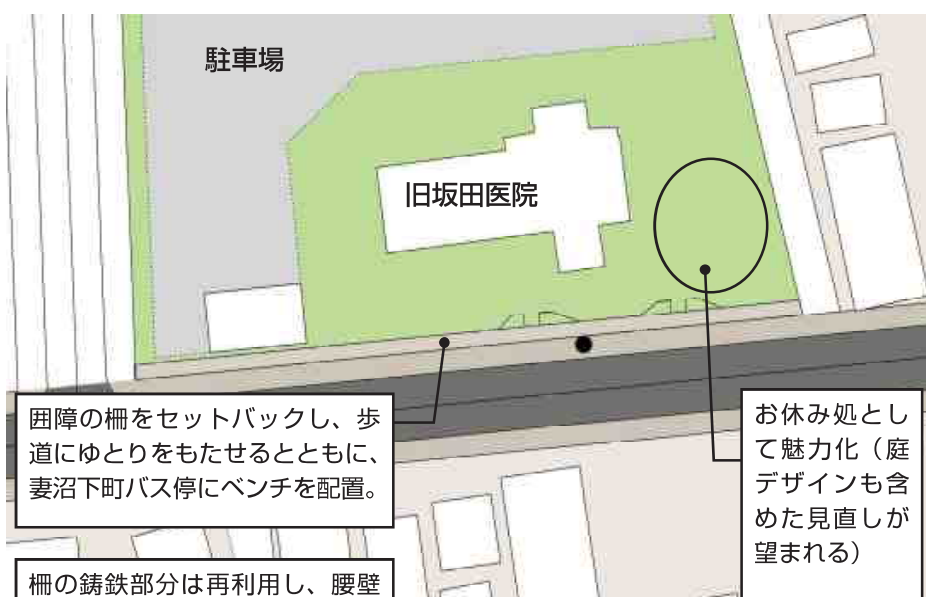 駐車場
旧坂田医院
囲障の柵をセットバックし、歩
道にゆとりをもたせるとともに、
妻沼下町バス停にベンチを配置。
お休み処とし
て魅力化（庭
デザインも含
めた見直しが
望まれる）
柵の鋳鉄部分は再利用し、腰壁